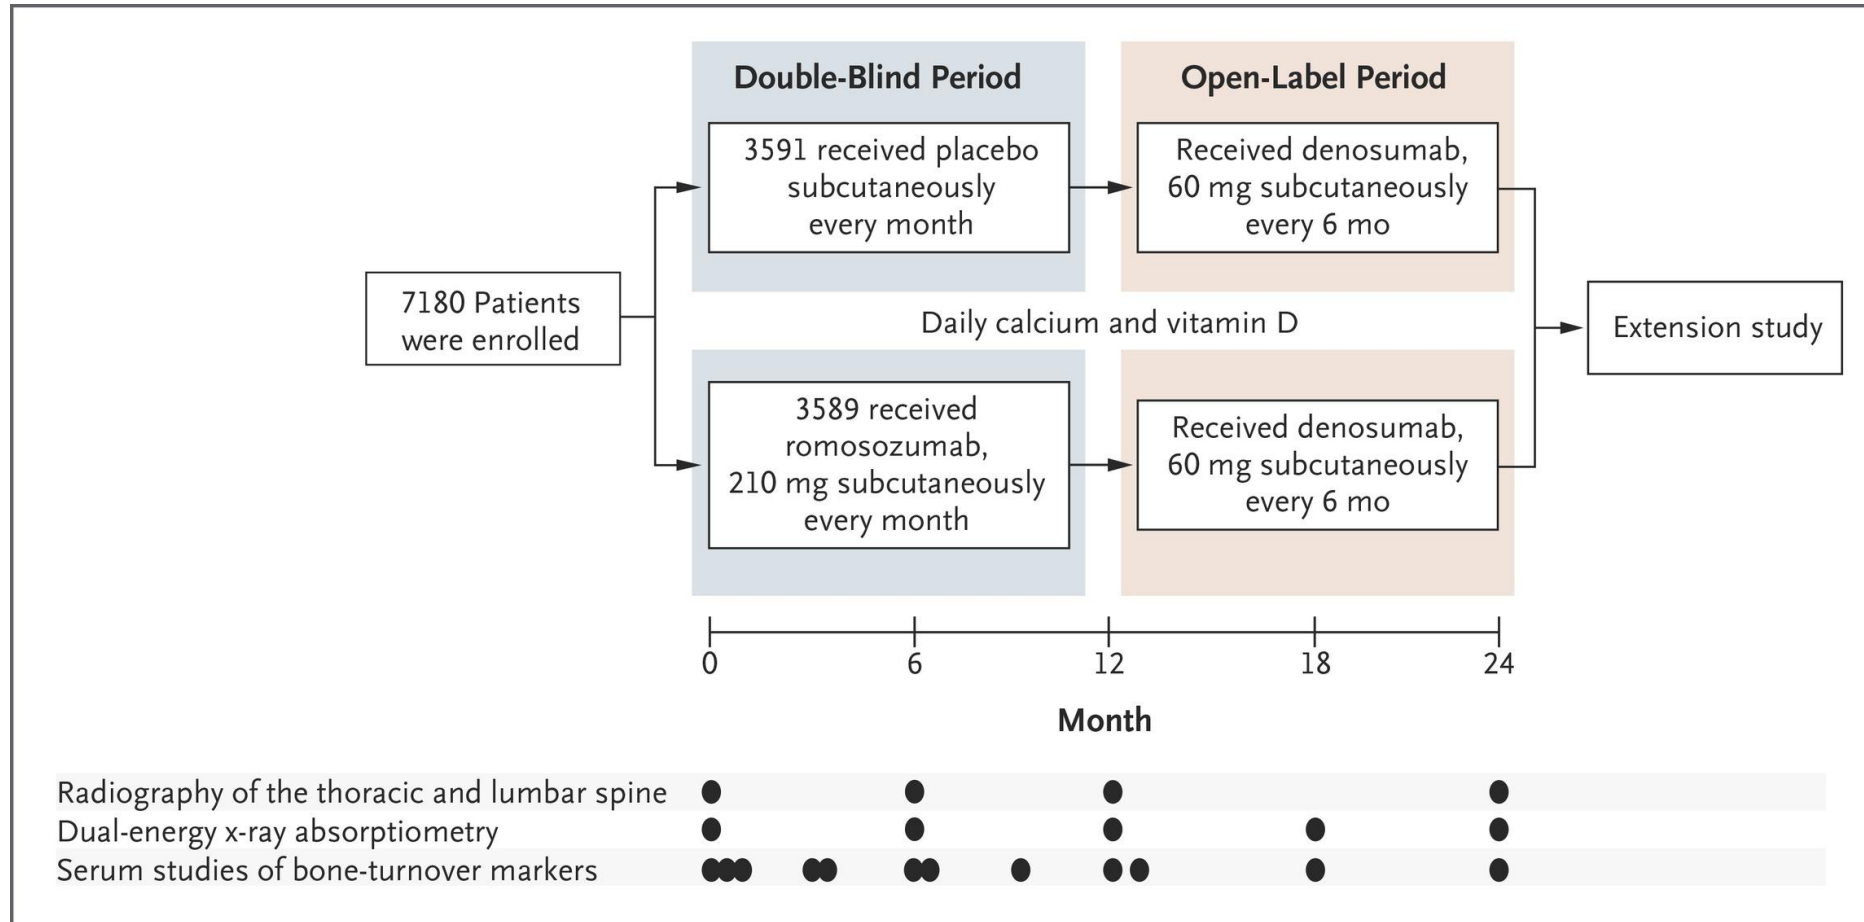 Double-Blind Period
Open-Label Period
3591 received placebo
subcutaneously
every month
Received denosumab,
60 mg subcutaneously
every 6 mo
7180 Patients
were enrolled
Daily calcium and vitamin D
Extension study
3589 received
romosozumab,
210 mg subcutaneously
every month
Received denosumab,
60 mg subcutaneously
every 6 mo
0 6 12 18 24
Month
Radiography of the thoracic and lumbar spine
Dual-energy x-ray absorptiometry
Serum studies of bone-turnover markers